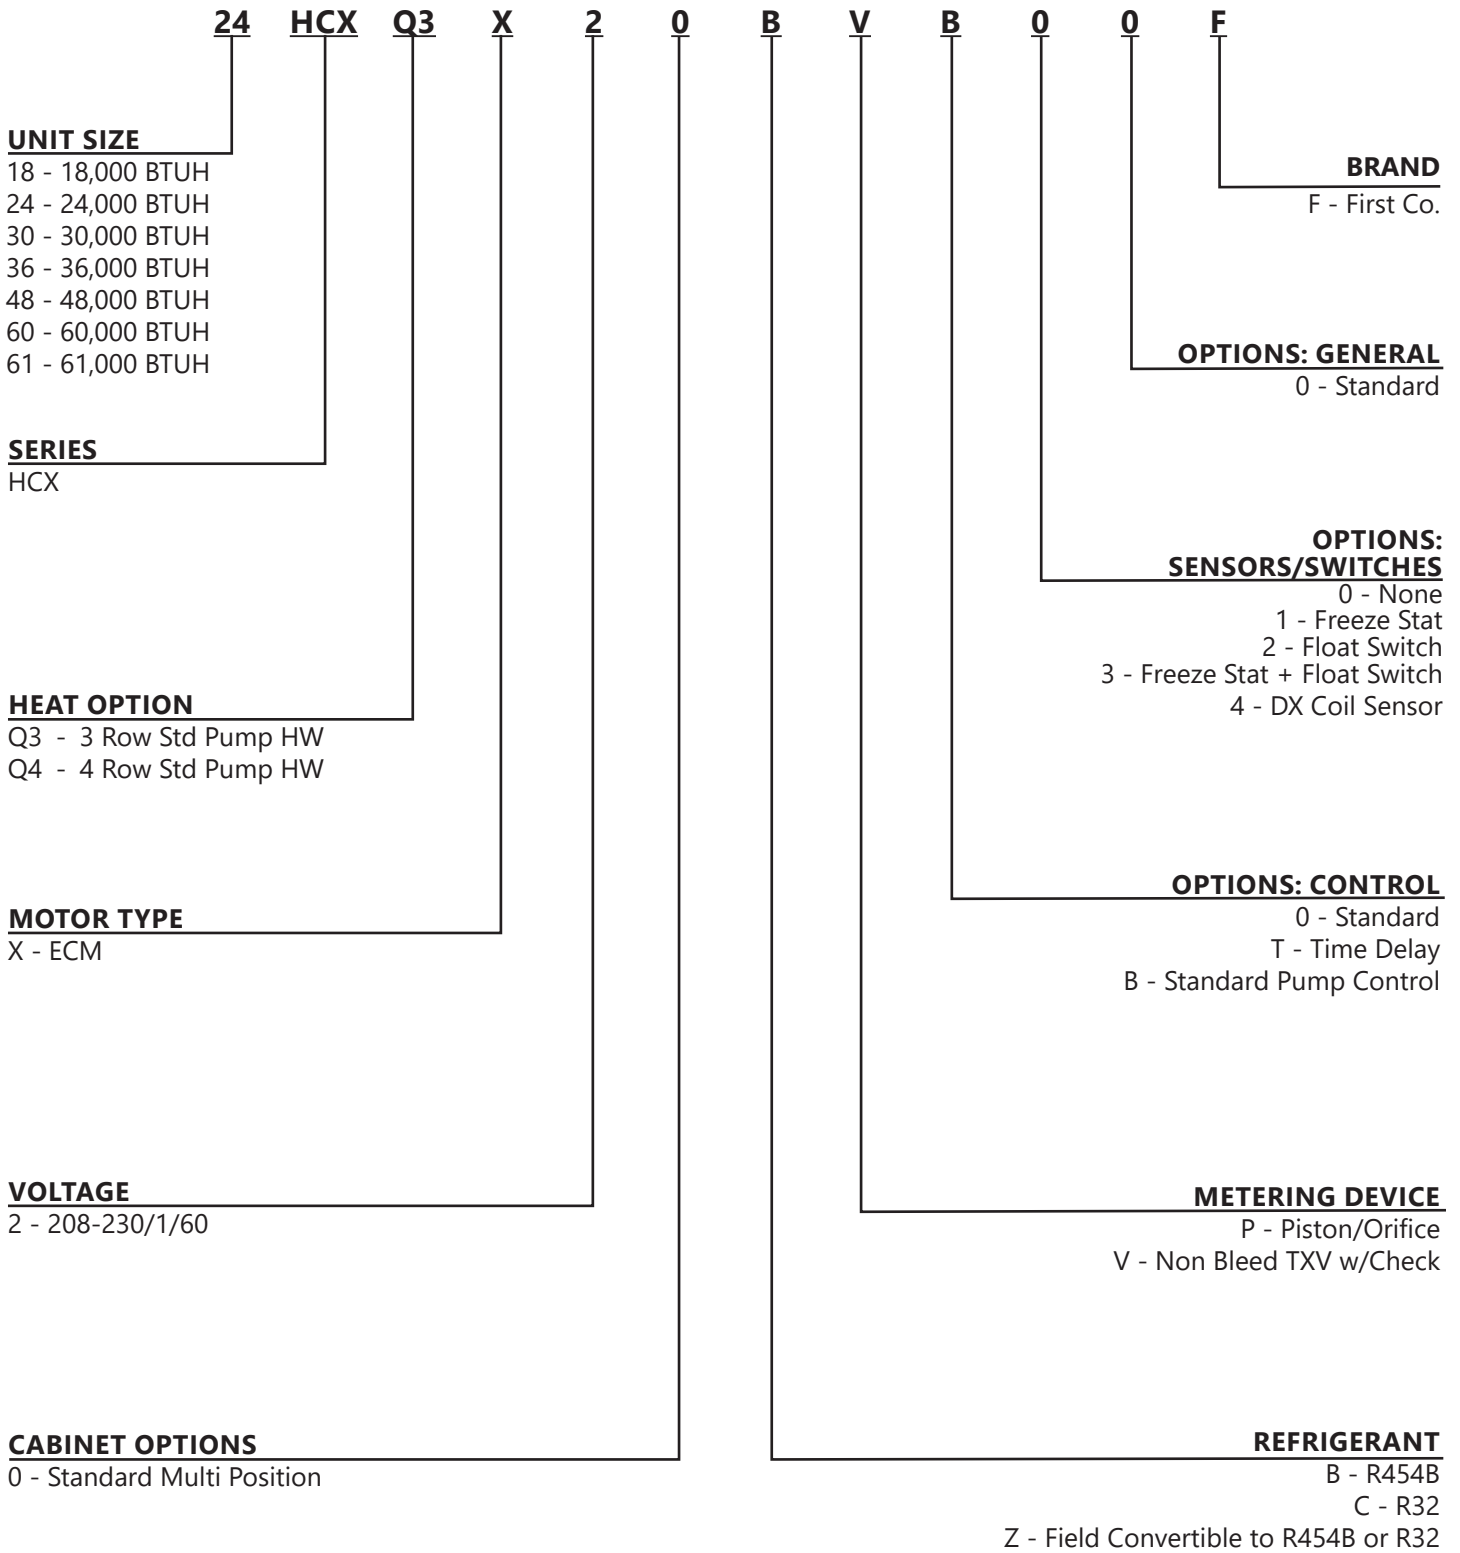 24 HCX Q3 X 2 0 B V B 0 0 F
UNIT SIZE
18 - 18,000 BTUH
24 - 24,000 BTUH
30 - 30,000 BTUH
36 - 36,000 BTUH
48 - 48,000 BTUH
60 - 60,000 BTUH
61 - 61,000 BTUH
SERIES
HCX
HEAT OPTION
Q3 - 3 Row Std Pump HW
Q4 - 4 Row Std Pump HW
MOTOR TYPE
X - ECM
VOLTAGE
2 - 208-230/1/60
CABINET OPTIONS
0 - Standard Multi Position
BRAND
F - First Co.
OPTIONS: GENERAL
0 - Standard
OPTIONS:
SENSORS/SWITCHES
0 - None
1 - Freeze Stat
2 - Float Switch
3 - Freeze Stat + Float Switch
4 - DX Coil Sensor
OPTIONS: CONTROL
0 - Standard
T - Time Delay
B - Standard Pump Control
METERING DEVICE
P - Piston/Orifice
V - Non Bleed TXV w/Check
REFRIGERANT
B - R454B
C - R32
Z - Field Convertible to R454B or R32